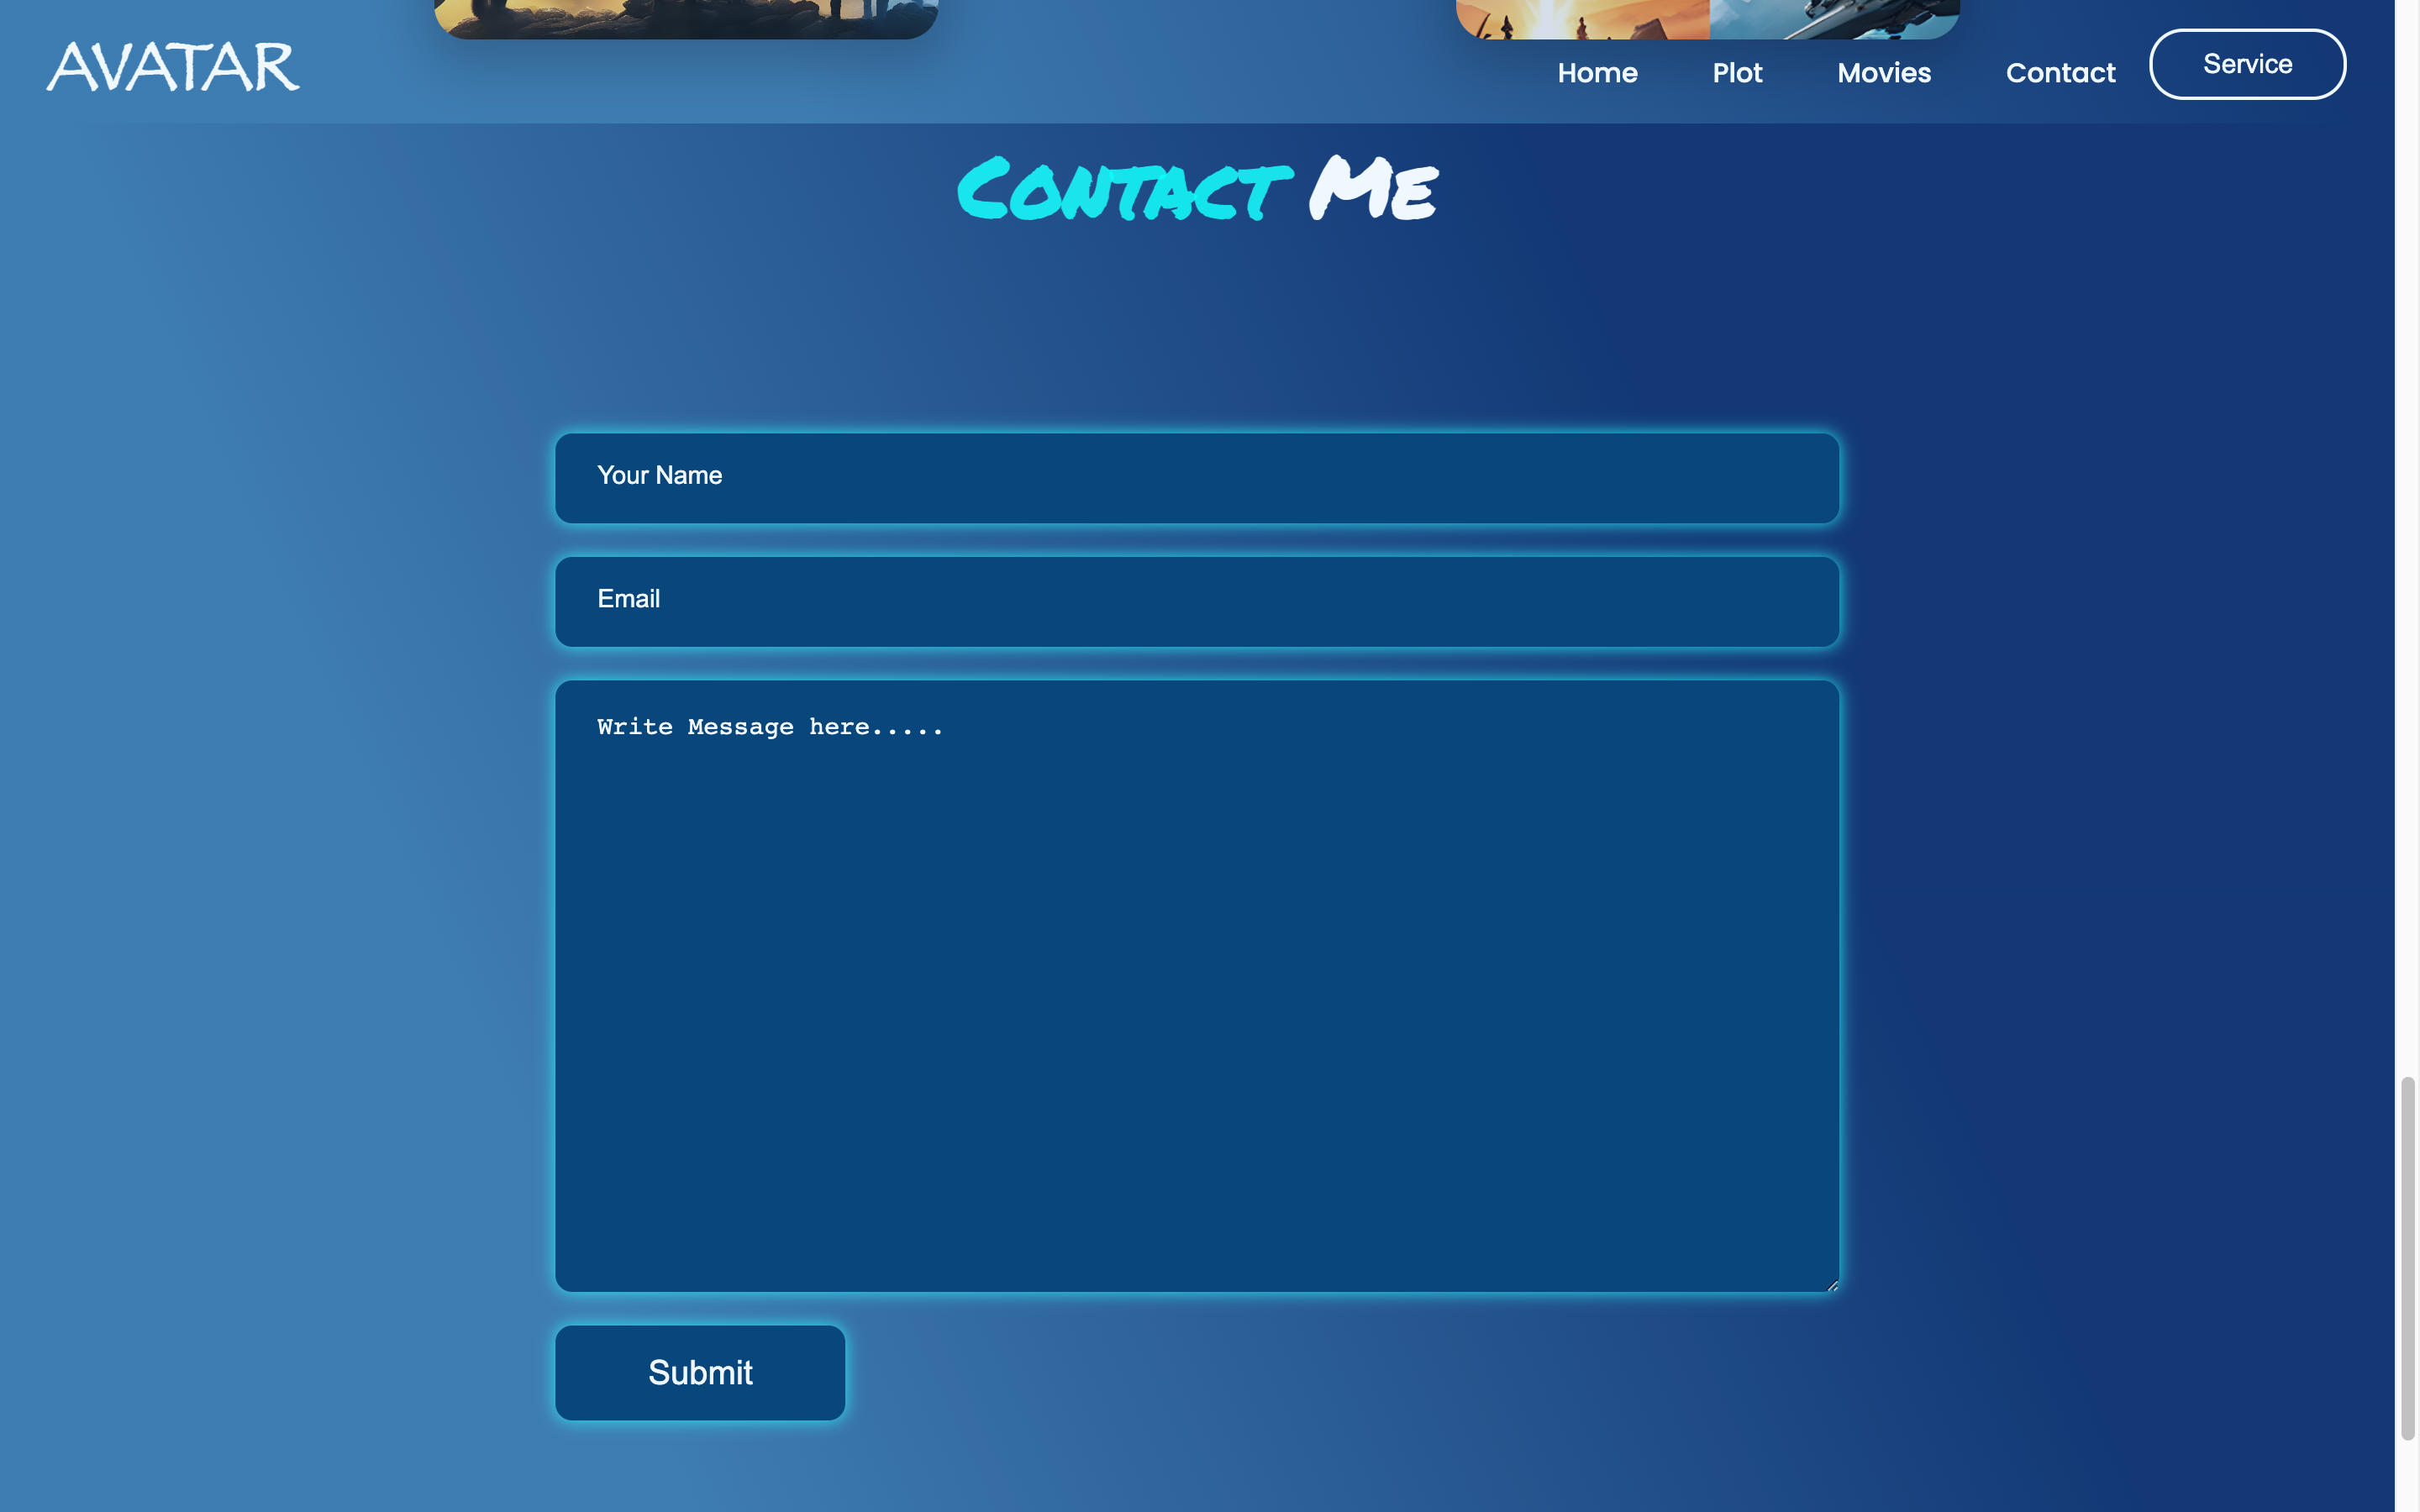 AVATAR
Home Plot Movies Contact Service
Contact Me
Your Name
Email
Write Message here.....
Submit